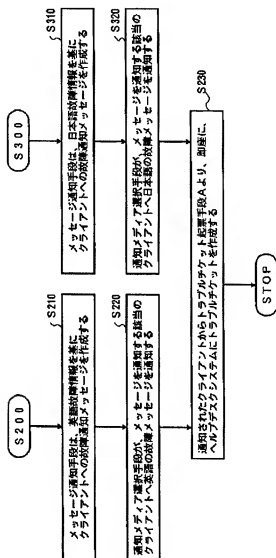 S200
S210
メッセージ通知手段は、英語故障情報を基に
クライアントへの故障通知メッセージを作成する
S220
通知メディア選択手段が、メッセージを通知する該当の
クライアントへ英語の故障メッセージを通知する
S300
S310
メッセージ通知手段は、日本語故障情報を基に
クライアントへの故障通知メッセージを作成する
S320
通知メディア選択手段が、メッセージを通知する該当の
クライアントへ日本語の故障メッセージを通知する
S230
通知されたクライアントからトラブルチケット起票手段Aより、即座に、
ヘルプデスクシステムにトラブルチケットを作成する
STOP